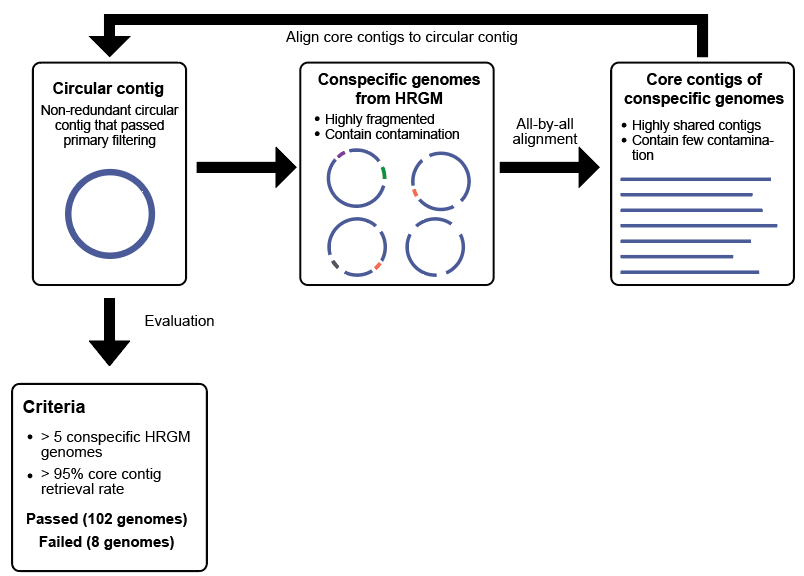 Align core contigs to circular contig
Circular contig
Non-redundant circular
contig that passed
primary filtering
Conspecific genomes
from HRGM
• Highly fragmented
• Contain contamination
All-by-all
alignment
Core contigs of
conspecific genomes
• Highly shared contigs
• Contain few contamina-
tion
Evaluation
Criteria
• > 5 conspecific HRGM
genomes
• > 95% core contig
retrieval rate
Passed (102 genomes)
Failed (8 genomes)